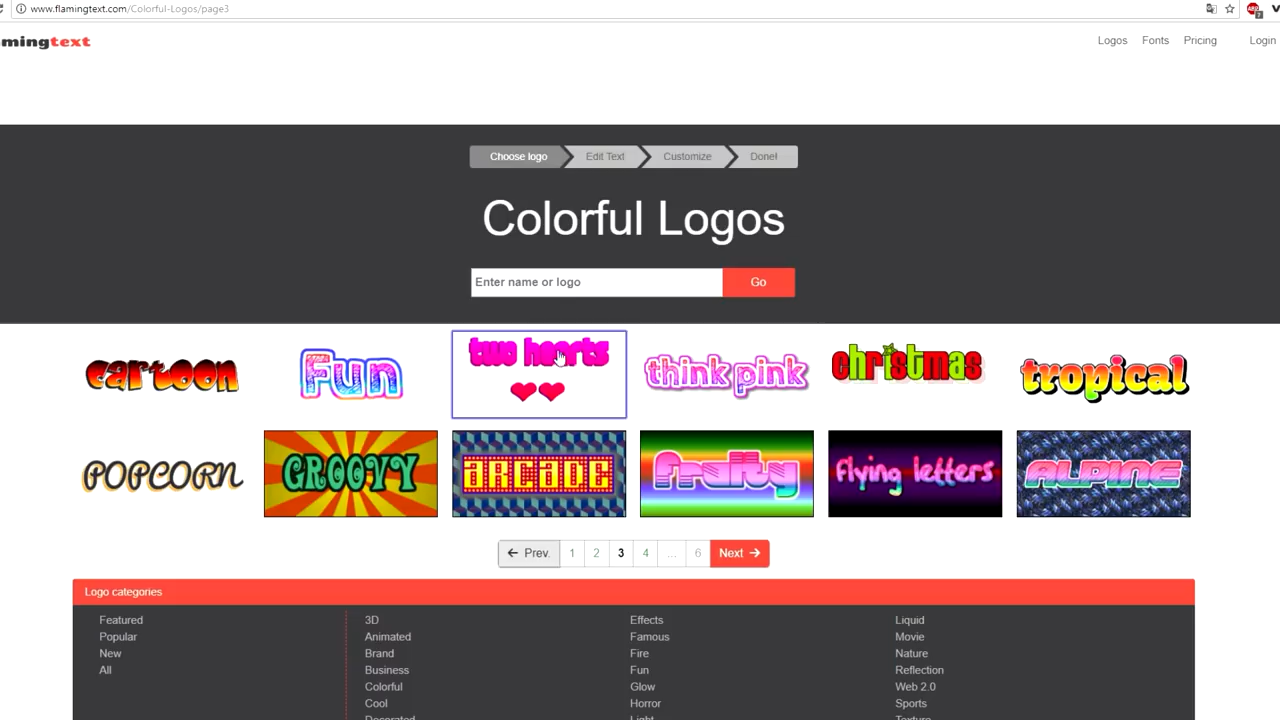 www.flamingtext.com/Colorful-Logos/page3
mingtext
Logos Fonts Pricing Login
Choose logo Edit Text Customize Done!
Colorful Logos
Enter name or logo Go
cartoon Fun two hearts think pink christmas tropical
POPCORN GROOVY ARCADE fruity flying letters ALPINE
← Prev. 1 2 3 4 ... 6 Next →
Logo categories
Featured 3D Effects Liquid
Popular Animated Famous Movie
New Brand Fire Nature
All Business Fun Reflection
Colorful Glow Web 2.0
Cool Horror Sports
Decorated Light Texture